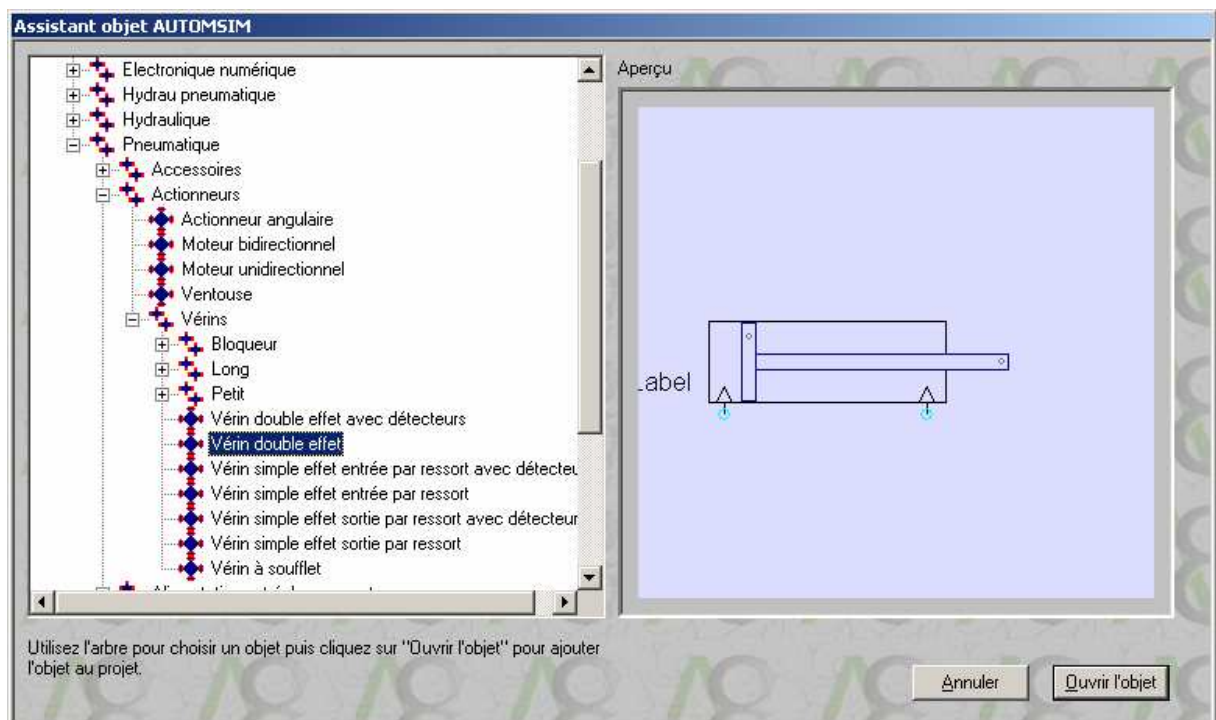 Assistant objet AUTOMSIM
Electronique numérique
Hydrau pneumatique
Hydraulique
Pneumatique
Accessoires
Actionneurs
Actionneur angulaire
Moteur bidirectionnel
Moteur unidirectionnel
Ventouse
Vérins
Bloqueur
Long
Petit
Vérin double effet avec détecteurs
Vérin double effet
Vérin simple effet entrée par ressort avec détecteu
Vérin simple effet entrée par ressort
Vérin simple effet sortie par ressort avec détecteur
Vérin simple effet sortie par ressort
Vérin à soufflet
Aperçu
Label
Utilisez l'arbre pour choisir un objet puis cliquez sur "Ouvrir l'objet" pour ajouter
l'objet au projet.
Annuler
Ouvrir l'objet